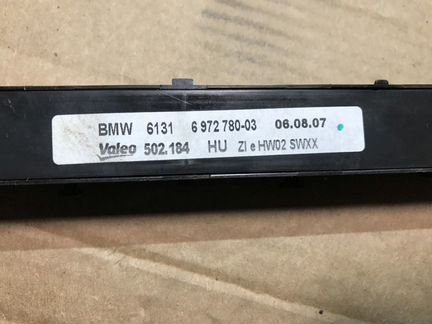 BMW 6131 6 972 780-03 06.08.07
Valeo 502.184 HU ZI e HW02 SWXX